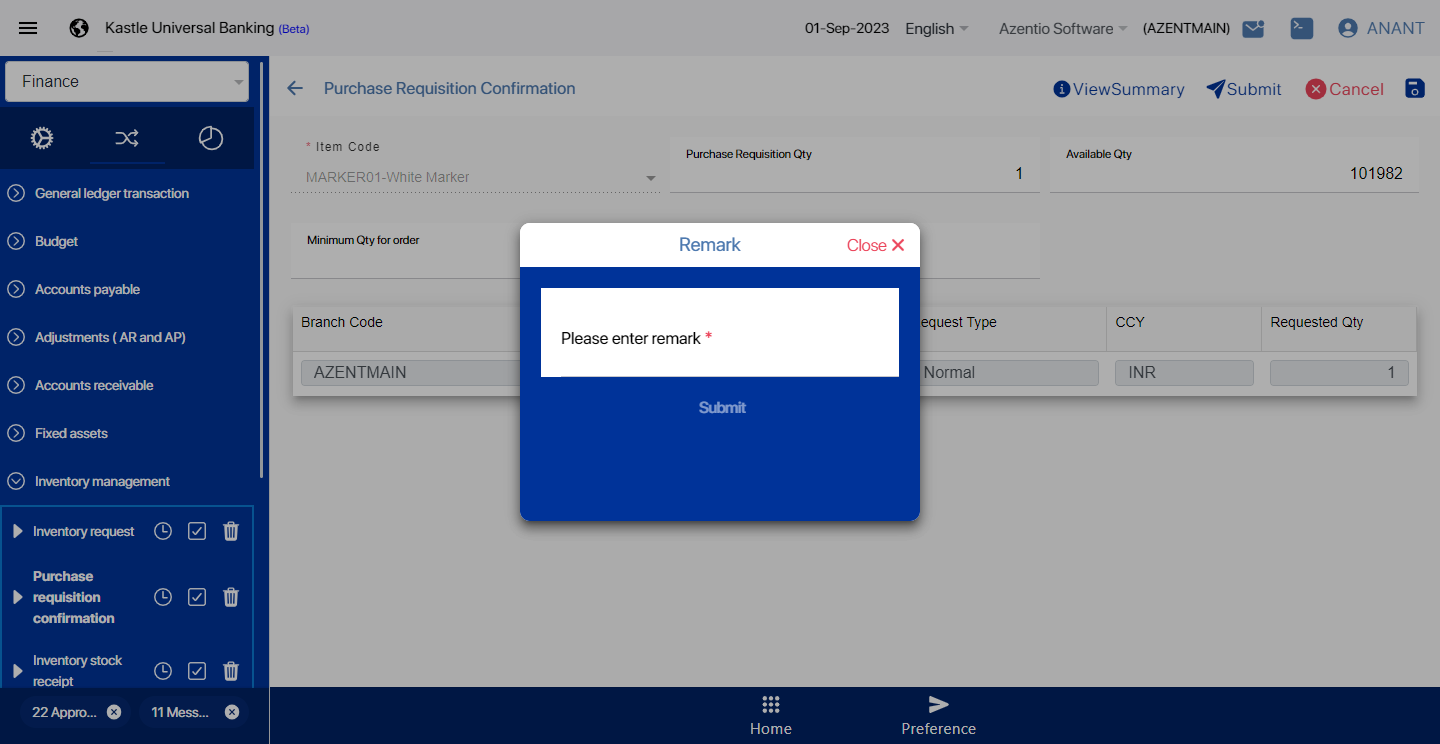 Kastle Universal Banking (Beta)
01-Sep-2023
English
Azentio Software
(AZENTMAIN)
ANANT
Finance
General ledger transaction
Budget
Accounts payable
Adjustments ( AR and AP)
Accounts receivable
Fixed assets
Inventory management
Inventory request
Purchase
requisition
confirmation
Inventory stock
receipt
22 Appro...
11 Mess...
Purchase Requisition Confirmation
ViewSummary
Submit
Cancel
* Item Code
MARKER01-White Marker
Purchase Requisition Qty
1
Available Qty
101982
Minimum Qty for order
Branch Code
equest Type
CCY
Requested Qty
AZENTMAIN
Normal
INR
1
Remark
Close
Please enter remark *
Submit
Home
Preference